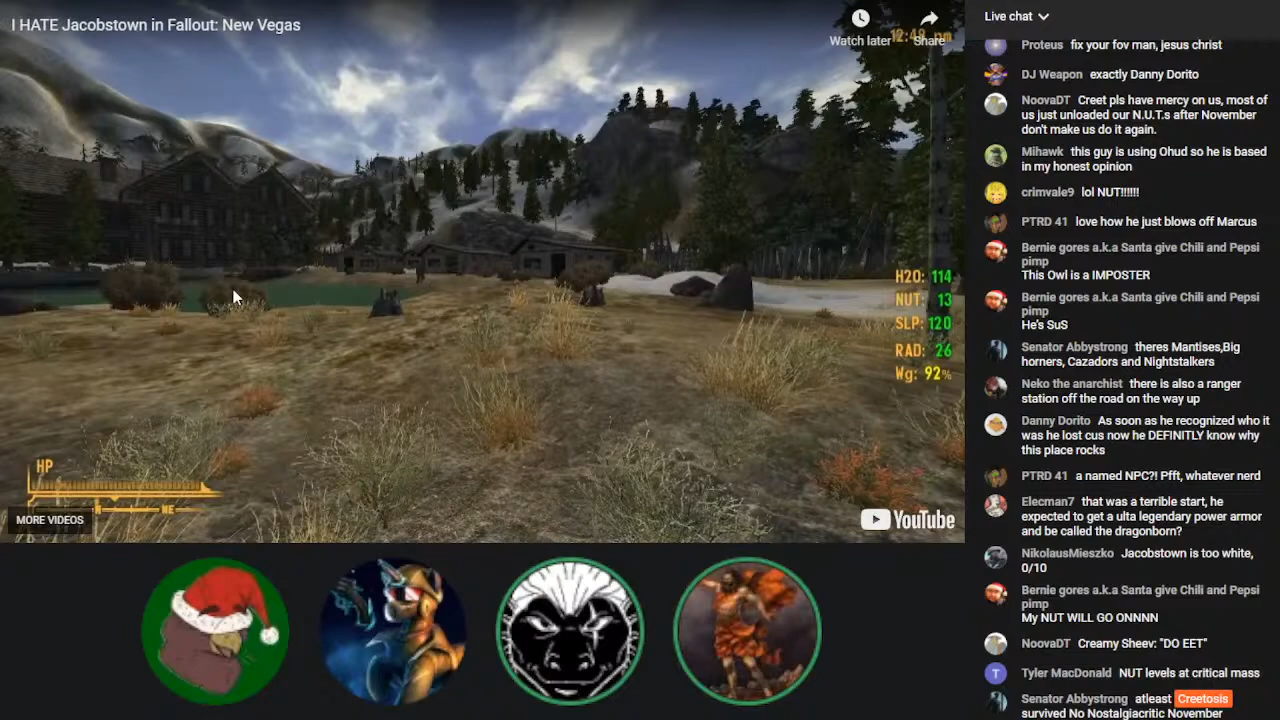 I HATE Jacobstown in Fallout: New Vegas
Watch later
Share
12:48 pm
H2O: 114
NUT: 13
SLP: 120
RAD: 26
Wg: 92%
HP
W
NE
MORE VIDEOS
YouTube
Live chat
Proteus fix your fov man, jesus christ
DJ Weapon exactly Danny Dorito
NoovaDT Creet pls have mercy on us, most of
us just unloaded our N.U.T.s after November
don't make us do it again.
Mihawk this guy is using Ohud so he is based
in my honest opinion
crimvale9 lol NUT!!!!!!
PTRD 41 love how he just blows off Marcus
Bernie gores a.k.a Santa give Chili and Pepsi
pimp
This Owl is a IMPOSTER
Bernie gores a.k.a Santa give Chili and Pepsi
pimp
He's SuS
Senator Abbystrong theres Mantises,Big
horners, Cazadors and Nightstalkers
Neko the anarchist there is also a ranger
station off the road on the way up
Danny Dorito As soon as he recognized who it
was he lost cus now he DEFINITLY know why
this place rocks
PTRD 41 a named NPC?! Pfft, whatever nerd
Elecman7 that was a terrible start, he
expected to get a ulta legendary power armor
and be called the dragonborn?
NikolausMieszko Jacobstown is too white,
0/10
Bernie gores a.k.a Santa give Chili and Pepsi
pimp
My NUT WILL GO ONNNN
NoovaDT Creamy Sheev: "DO EET"
T
Tyler MacDonald NUT levels at critical mass
Senator Abbystrong atleast Creetosis
survived No Nostalgiacritic November